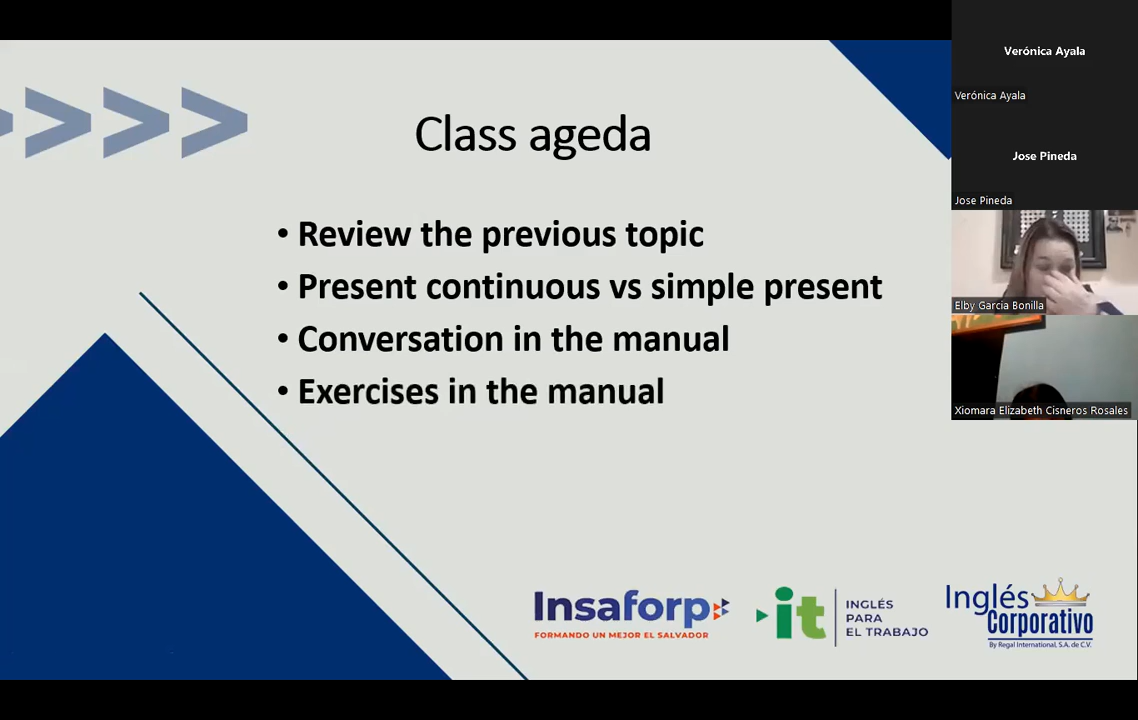 Class ageda
• Review the previous topic
• Present continuous vs simple present
• Conversation in the manual
• Exercises in the manual
Insaforp
FORMANDO UN MEJOR EL SALVADOR
it
INGLÉS
PARA
EL TRABAJO
Inglés
Corporativo
By Regal International, S.A. de C.V.
Verónica Ayala
Verónica Ayala
Jose Pineda
Jose Pineda
Elby Garcia Bonilla
Xiomara Elizabeth Cisneros Rosales